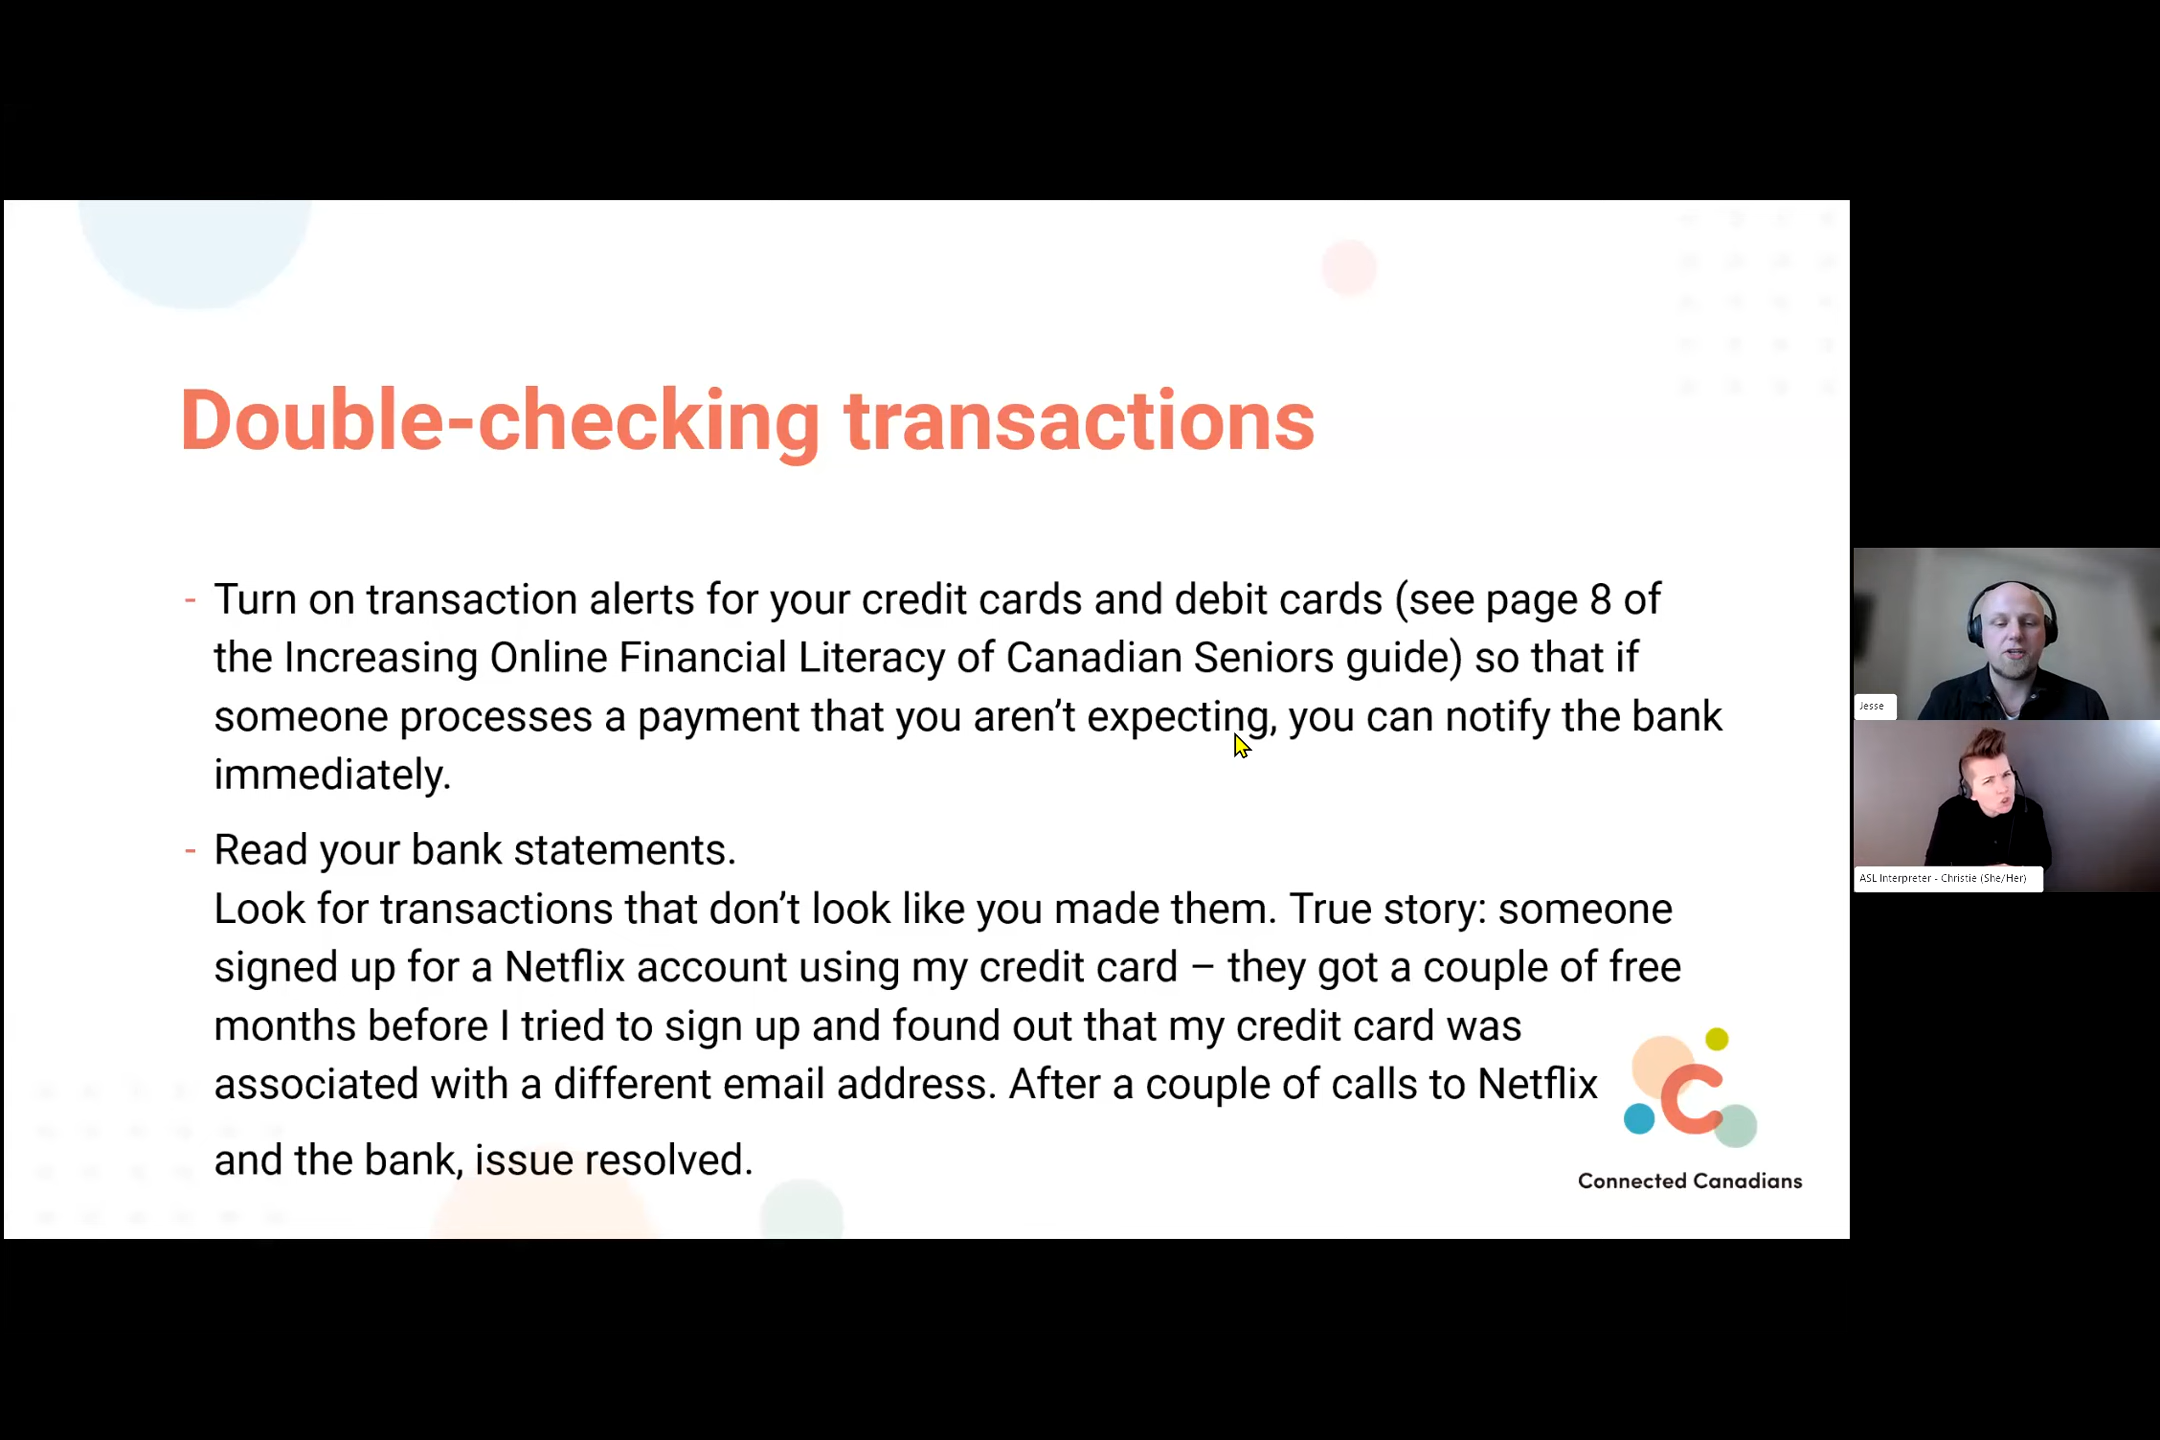 Double-checking transactions
- Turn on transaction alerts for your credit cards and debit cards (see page 8 of
the Increasing Online Financial Literacy of Canadian Seniors guide) so that if
someone processes a payment that you aren’t expecting, you can notify the bank
immediately.
- Read your bank statements.
Look for transactions that don’t look like you made them. True story: someone
signed up for a Netflix account using my credit card – they got a couple of free
months before I tried to sign up and found out that my credit card was
associated with a different email address. After a couple of calls to Netflix
and the bank, issue resolved.
Connected Canadians
Jesse
ASL Interpreter - Christie (She/Her)